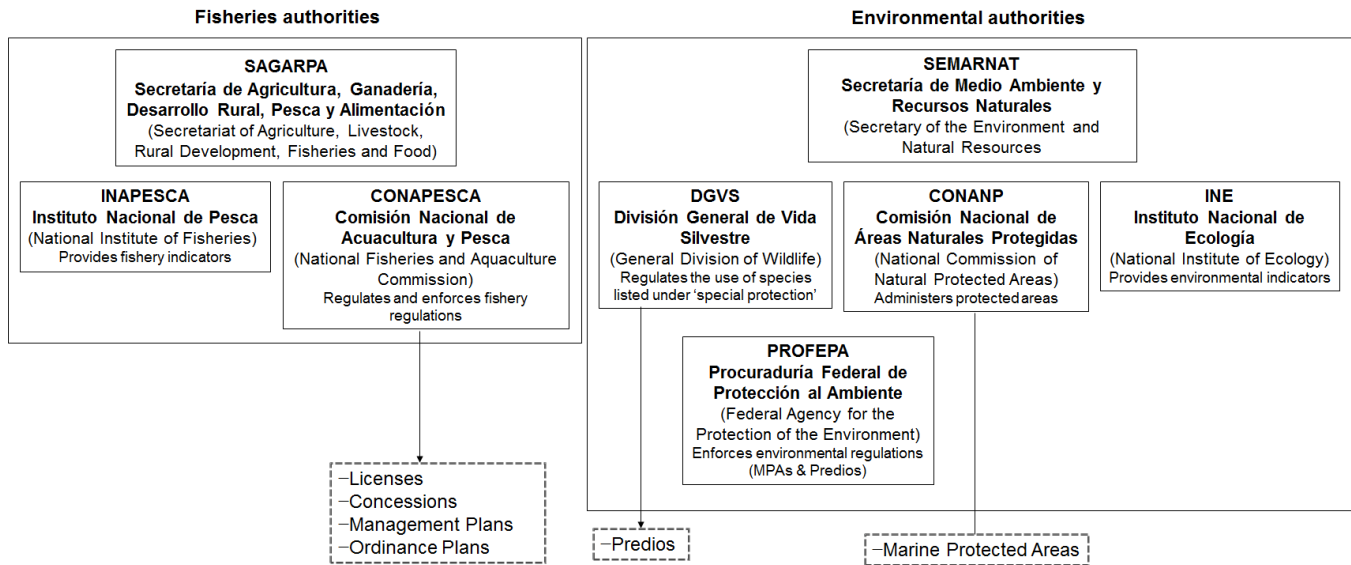 Fisheries authorities
SAGARPA
Secretaría de Agricultura, Ganadería,
Desarrollo Rural, Pesca y Alimentación
(Secretariat of Agriculture, Livestock,
Rural Development, Fisheries and Food)
INAPESCA
Instituto Nacional de Pesca
(National Institute of Fisheries)
Provides fishery indicators
CONAPESCA
Comisión Nacional de
Acuacultura y Pesca
(National Fisheries and Aquaculture
Commission)
Regulates and enforces fishery
regulations
–Licenses
–Concessions
–Management Plans
–Ordinance Plans
Environmental authorities
SEMARNAT
Secretaría de Medio Ambiente y
Recursos Naturales
(Secretary of the Environment and
Natural Resources
DGVS
División General de Vida
Silvestre
(General Division of Wildlife)
Regulates the use of species
listed under ‘special protection’
CONANP
Comisión Nacional de
Áreas Naturales Protegidas
(National Commission of
Natural Protected Areas)
Administers protected areas
INE
Instituto Nacional de
Ecología
(National Institute of Ecology)
Provides environmental indicators
PROFEPA
Procuraduría Federal de
Protección al Ambiente
(Federal Agency for the
Protection of the Environment)
Enforces environmental regulations
(MPAs & Predios)
–Predios
–Marine Protected Areas